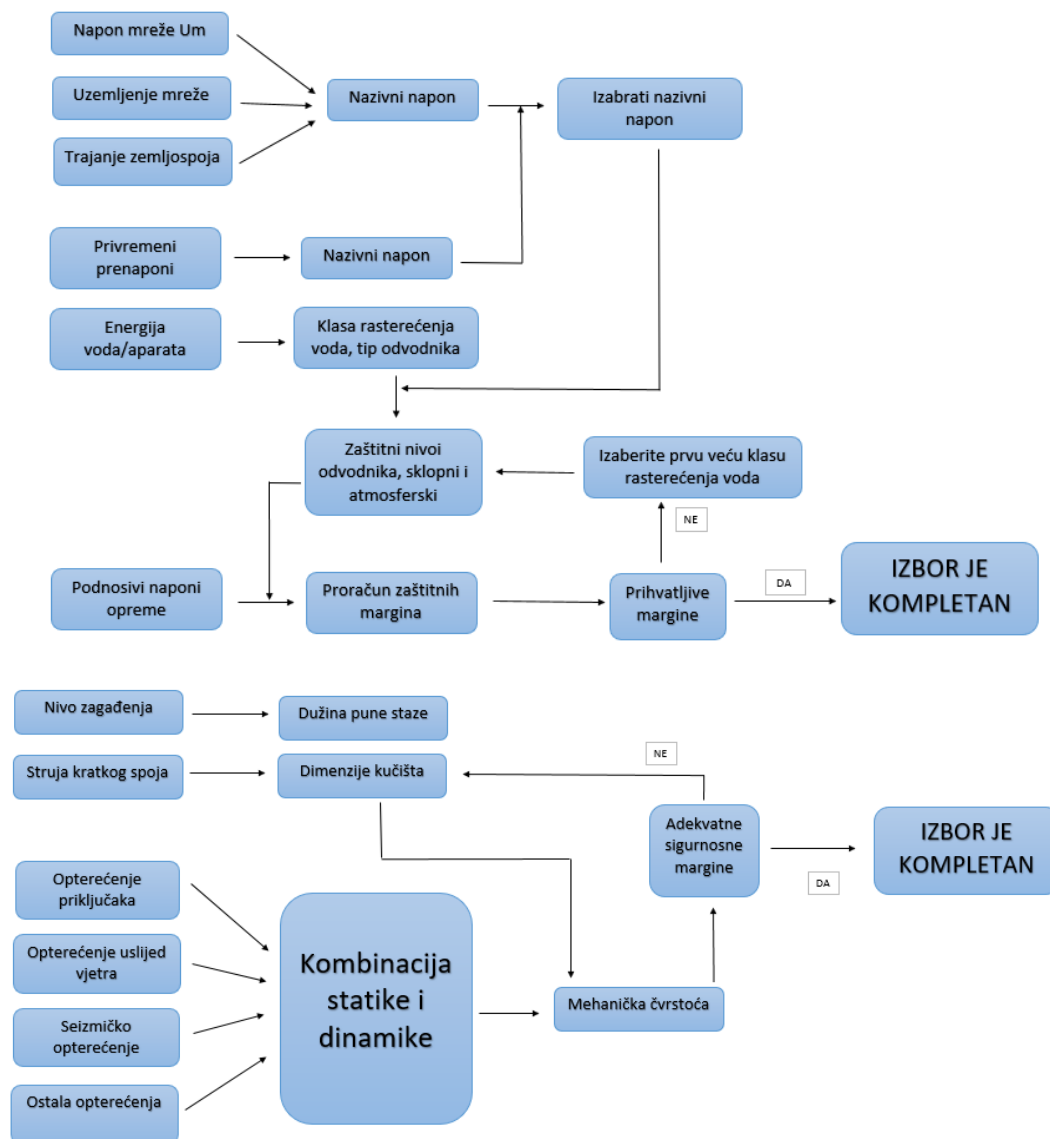 Napon mreže Um
Uzemljenje mreže
Trajanje zemljospoja
Nazivni napon
Izabrati nazivni
napon
Privremeni
prenaponi
Nazivni napon
Energija
voda/aparata
Klasa rasterećenja
voda, tip odvodnika
Zaštitni nivoi
odvodnika, sklopni i
atmosferski
Izaberite prvu veću klasu
rasterećenja voda
NE
Podnosivi naponi
opreme
Proračun zaštitnih
margina
Prihvatljive
margine
DA
IZBOR JE
KOMPLETAN
Nivo zagađenja
Dužina pune staze
Struja kratkog spoja
Dimenzije kučišta
NE
Adekvatne
sigurnosne
margine
DA
IZBOR JE
KOMPLETAN
Opterećenje
priključaka
Opterećenje uslijed
vjetra
Seizmičko
opterećenje
Ostala opterećenja
Kombinacija
statike i
dinamike
Mehanička čvrstoća